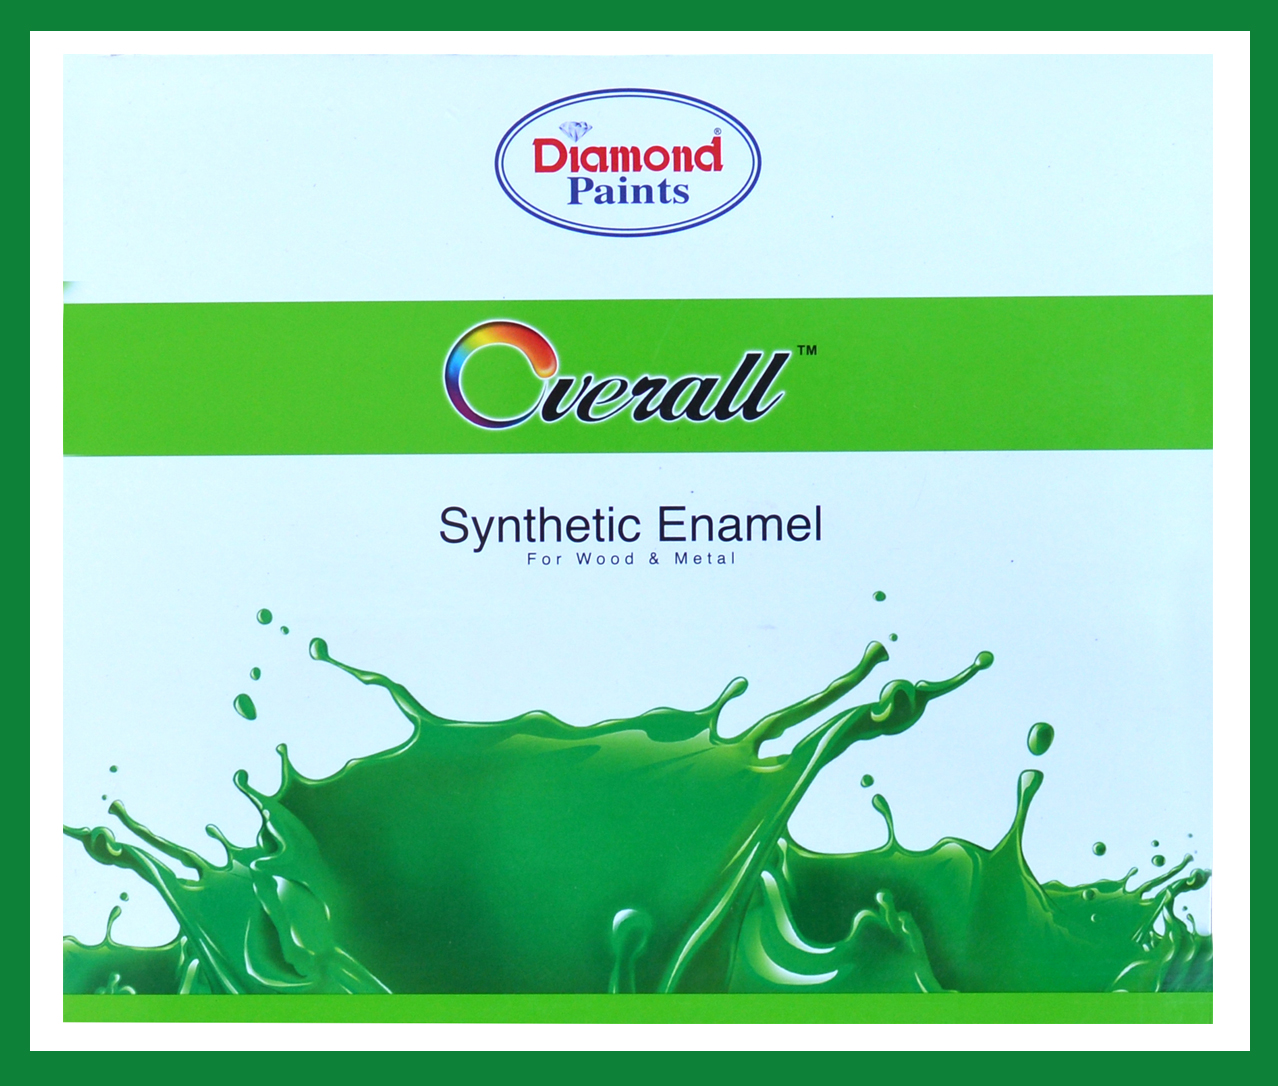 Diamond®
Paints
Overall™
Synthetic Enamel
For Wood & Metal